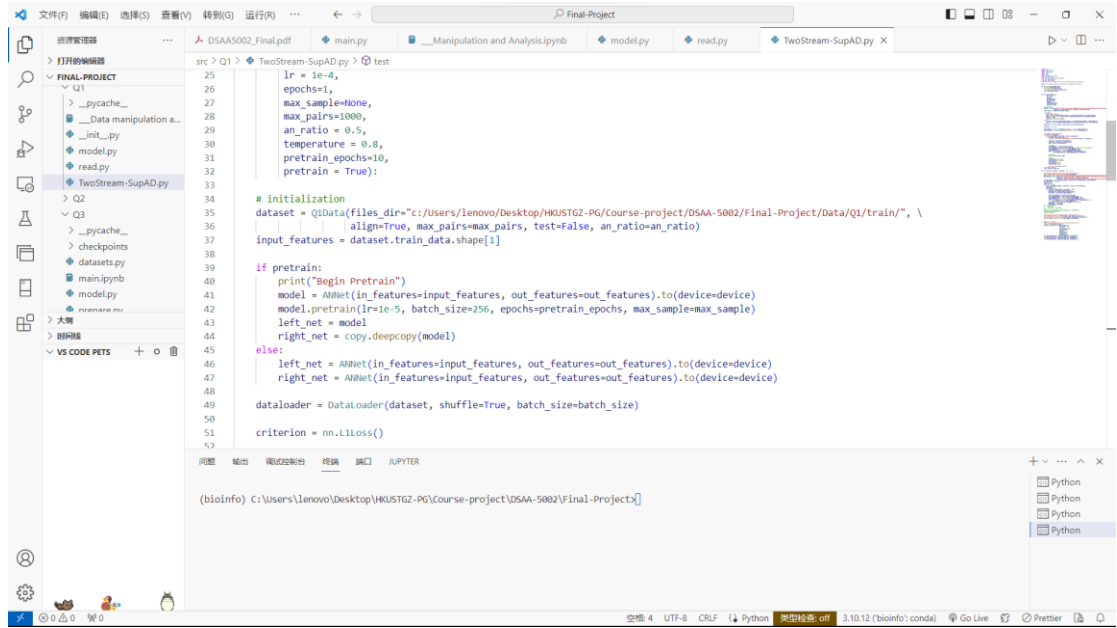 文件(F) 编辑(E) 选择(S) 查看(V) 转到(G) 运行(R) ··· Final-Project
资源管理器 ···
打开的编辑器
FINAL-PROJECT
Q1
__pycache__
___Data manipulation a...
__init__.py
model.py
read.py
TwoStream-SupAD.py
Q2
Q3
__pycache__
checkpoints
datasets.py
main.ipynb
model.py
prepare.py
大纲
时间线
VS CODE PETS
DSAA5002_Final.pdf main.py __Manipulation and Analysis.ipynb model.py read.py TwoStream-SupAD.py
src > Q1 > TwoStream-SupAD.py > test
25 lr = 1e-4,
26 epochs=1,
27 max_sample=None,
28 max_pairs=1000,
29 an_ratio = 0.5,
30 temperature = 0.8,
31 pretrain_epochs=10,
32 pretrain = True):
33
34 # initialization
35 dataset = Q1Data(files_dir="c:/Users/lenovo/Desktop/HKUSTGZ-PG/Course-project/DSAA-5002/Final-Project/Data/Q1/train/", \
36 align=True, max_pairs=max_pairs, test=False, an_ratio=an_ratio)
37 input_features = dataset.train_data.shape[1]
38
39 if pretrain:
40 print("Begin Pretrain")
41 model = ANNet(in_features=input_features, out_features=out_features).to(device=device)
42 model.pretrain(lr=1e-5, batch_size=256, epochs=pretrain_epochs, max_sample=max_sample)
43 left_net = model
44 right_net = copy.deepcopy(model)
45 else:
46 left_net = ANNet(in_features=input_features, out_features=out_features).to(device=device)
47 right_net = ANNet(in_features=input_features, out_features=out_features).to(device=device)
48
49 dataloader = DataLoader(dataset, shuffle=True, batch_size=batch_size)
50
51 criterion = nn.L1Loss()
52
问题 输出 调试控制台 终端 端口 JUPYTER
(bioinfo) C:\Users\lenovo\Desktop\HKUSTGZ-PG\Course-project\DSAA-5002\Final-Project>
Python
Python
Python
Python
0 0 0 空格: 4 UTF-8 CRLF Python 类型检查: off 3.10.12 ('bioinfo': conda) Go Live Prettier